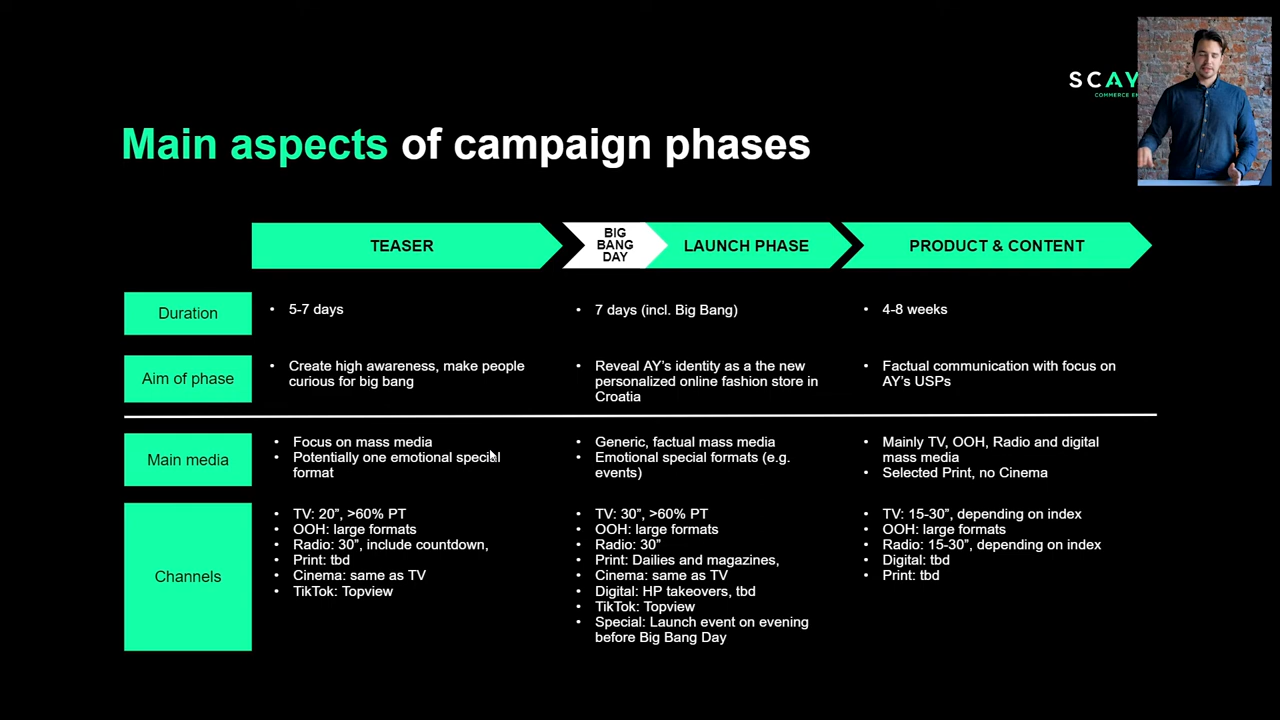 SCAY
COMMERCE EN
Main aspects of campaign phases
TEASER
BIG
BANG
DAY
LAUNCH PHASE
PRODUCT & CONTENT
Duration
• 5-7 days
• 7 days (incl. Big Bang)
• 4-8 weeks
Aim of phase
• Create high awareness, make people
curious for big bang
• Reveal AY’s identity as a the new
personalized online fashion store in
Croatia
• Factual communication with focus on
AY’s USPs
Main media
• Focus on mass media
• Potentially one emotional special
format
• Generic, factual mass media
• Emotional special formats (e.g.
events)
• Mainly TV, OOH, Radio and digital
mass media
• Selected Print, no Cinema
Channels
• TV: 20”, >60% PT
• OOH: large formats
• Radio: 30”, include countdown,
• Print: tbd
• Cinema: same as TV
• TikTok: Topview
• TV: 30”, >60% PT
• OOH: large formats
• Radio: 30”
• Print: Dailies and magazines,
• Cinema: same as TV
• Digital: HP takeovers, tbd
• TikTok: Topview
• Special: Launch event on evening
before Big Bang Day
• TV: 15-30”, depending on index
• OOH: large formats
• Radio: 15-30”, depending on index
• Digital: tbd
• Print: tbd